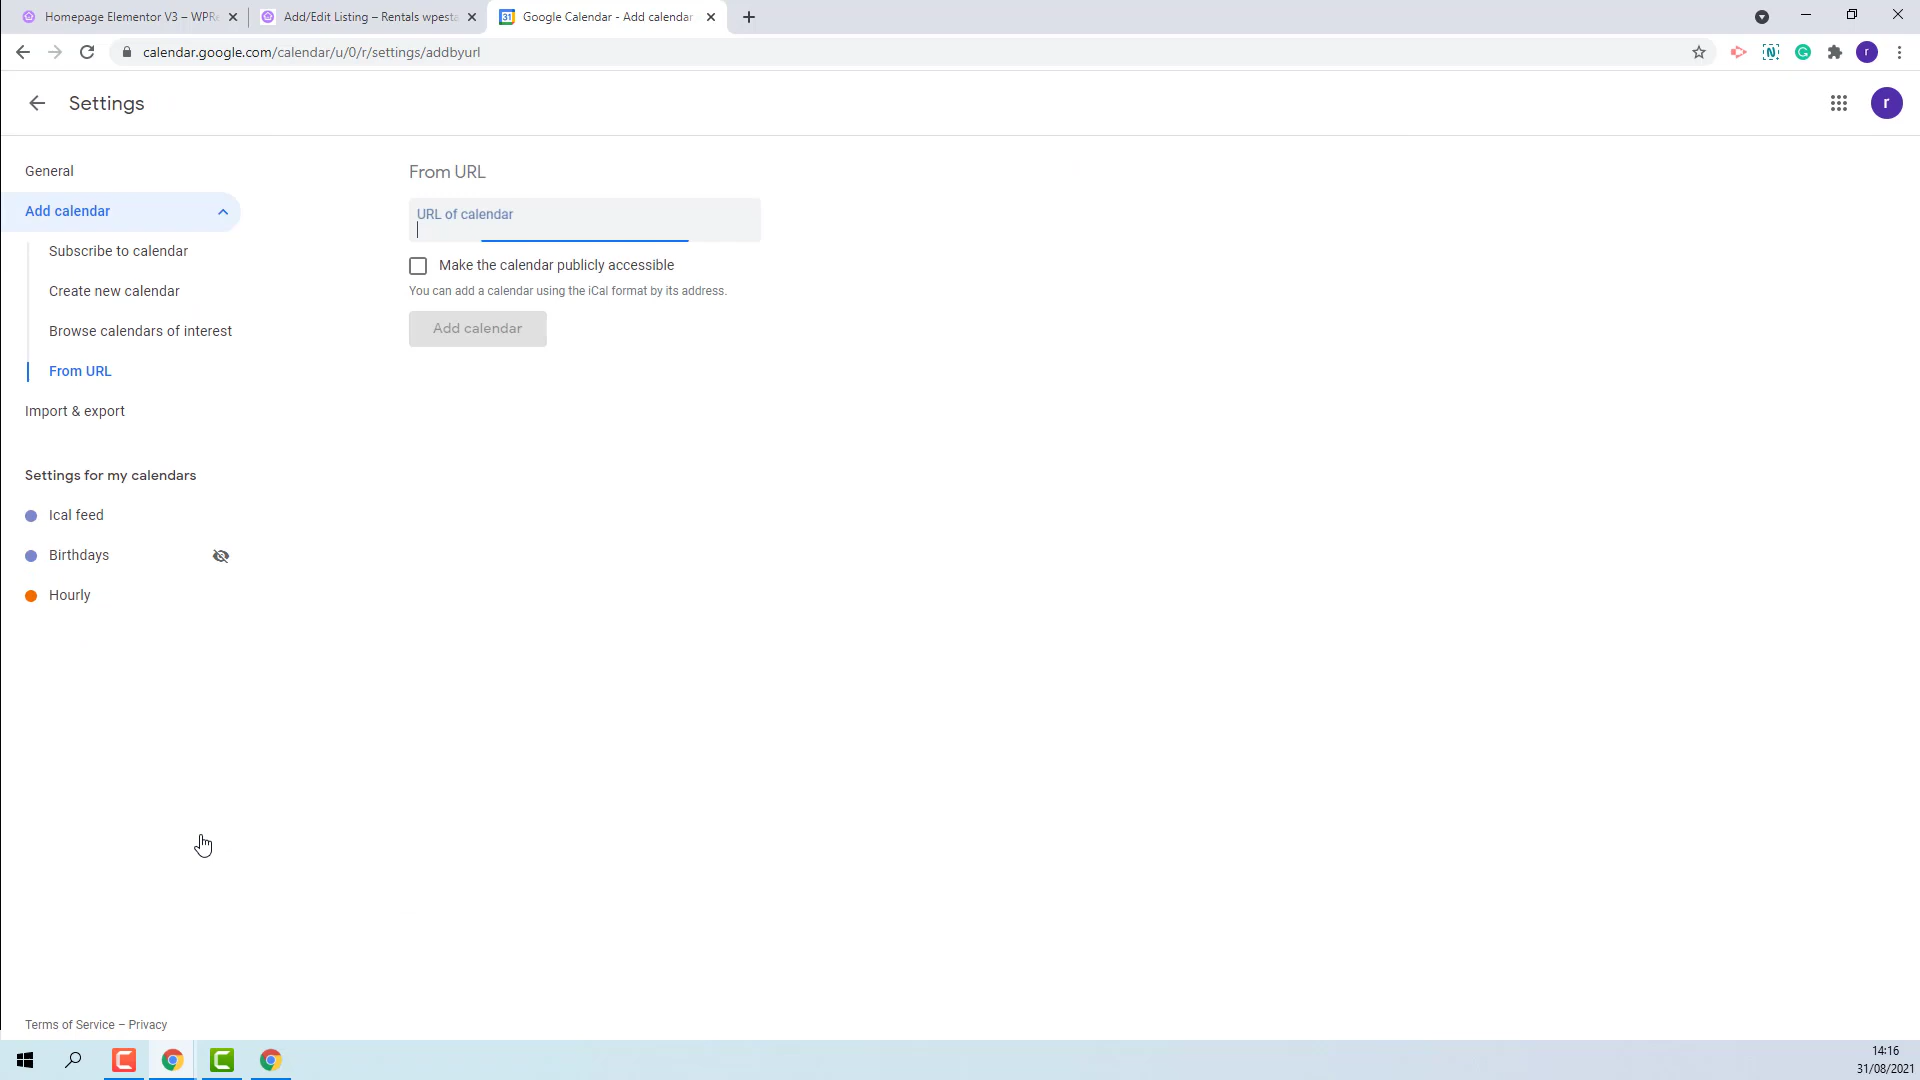 Homepage Elementor V3 – WPRe
Add/Edit Listing – Rentals wpesta
Google Calendar - Add calendar
calendar.google.com/calendar/u/0/r/settings/addbyurl
r
Settings
r
General
Add calendar
Subscribe to calendar
Create new calendar
Browse calendars of interest
From URL
Import & export
Settings for my calendars
Ical feed
Birthdays
Hourly
From URL
URL of calendar
Make the calendar publicly accessible
You can add a calendar using the iCal format by its address.
Add calendar
Terms of Service – Privacy
14:16
31/08/2021